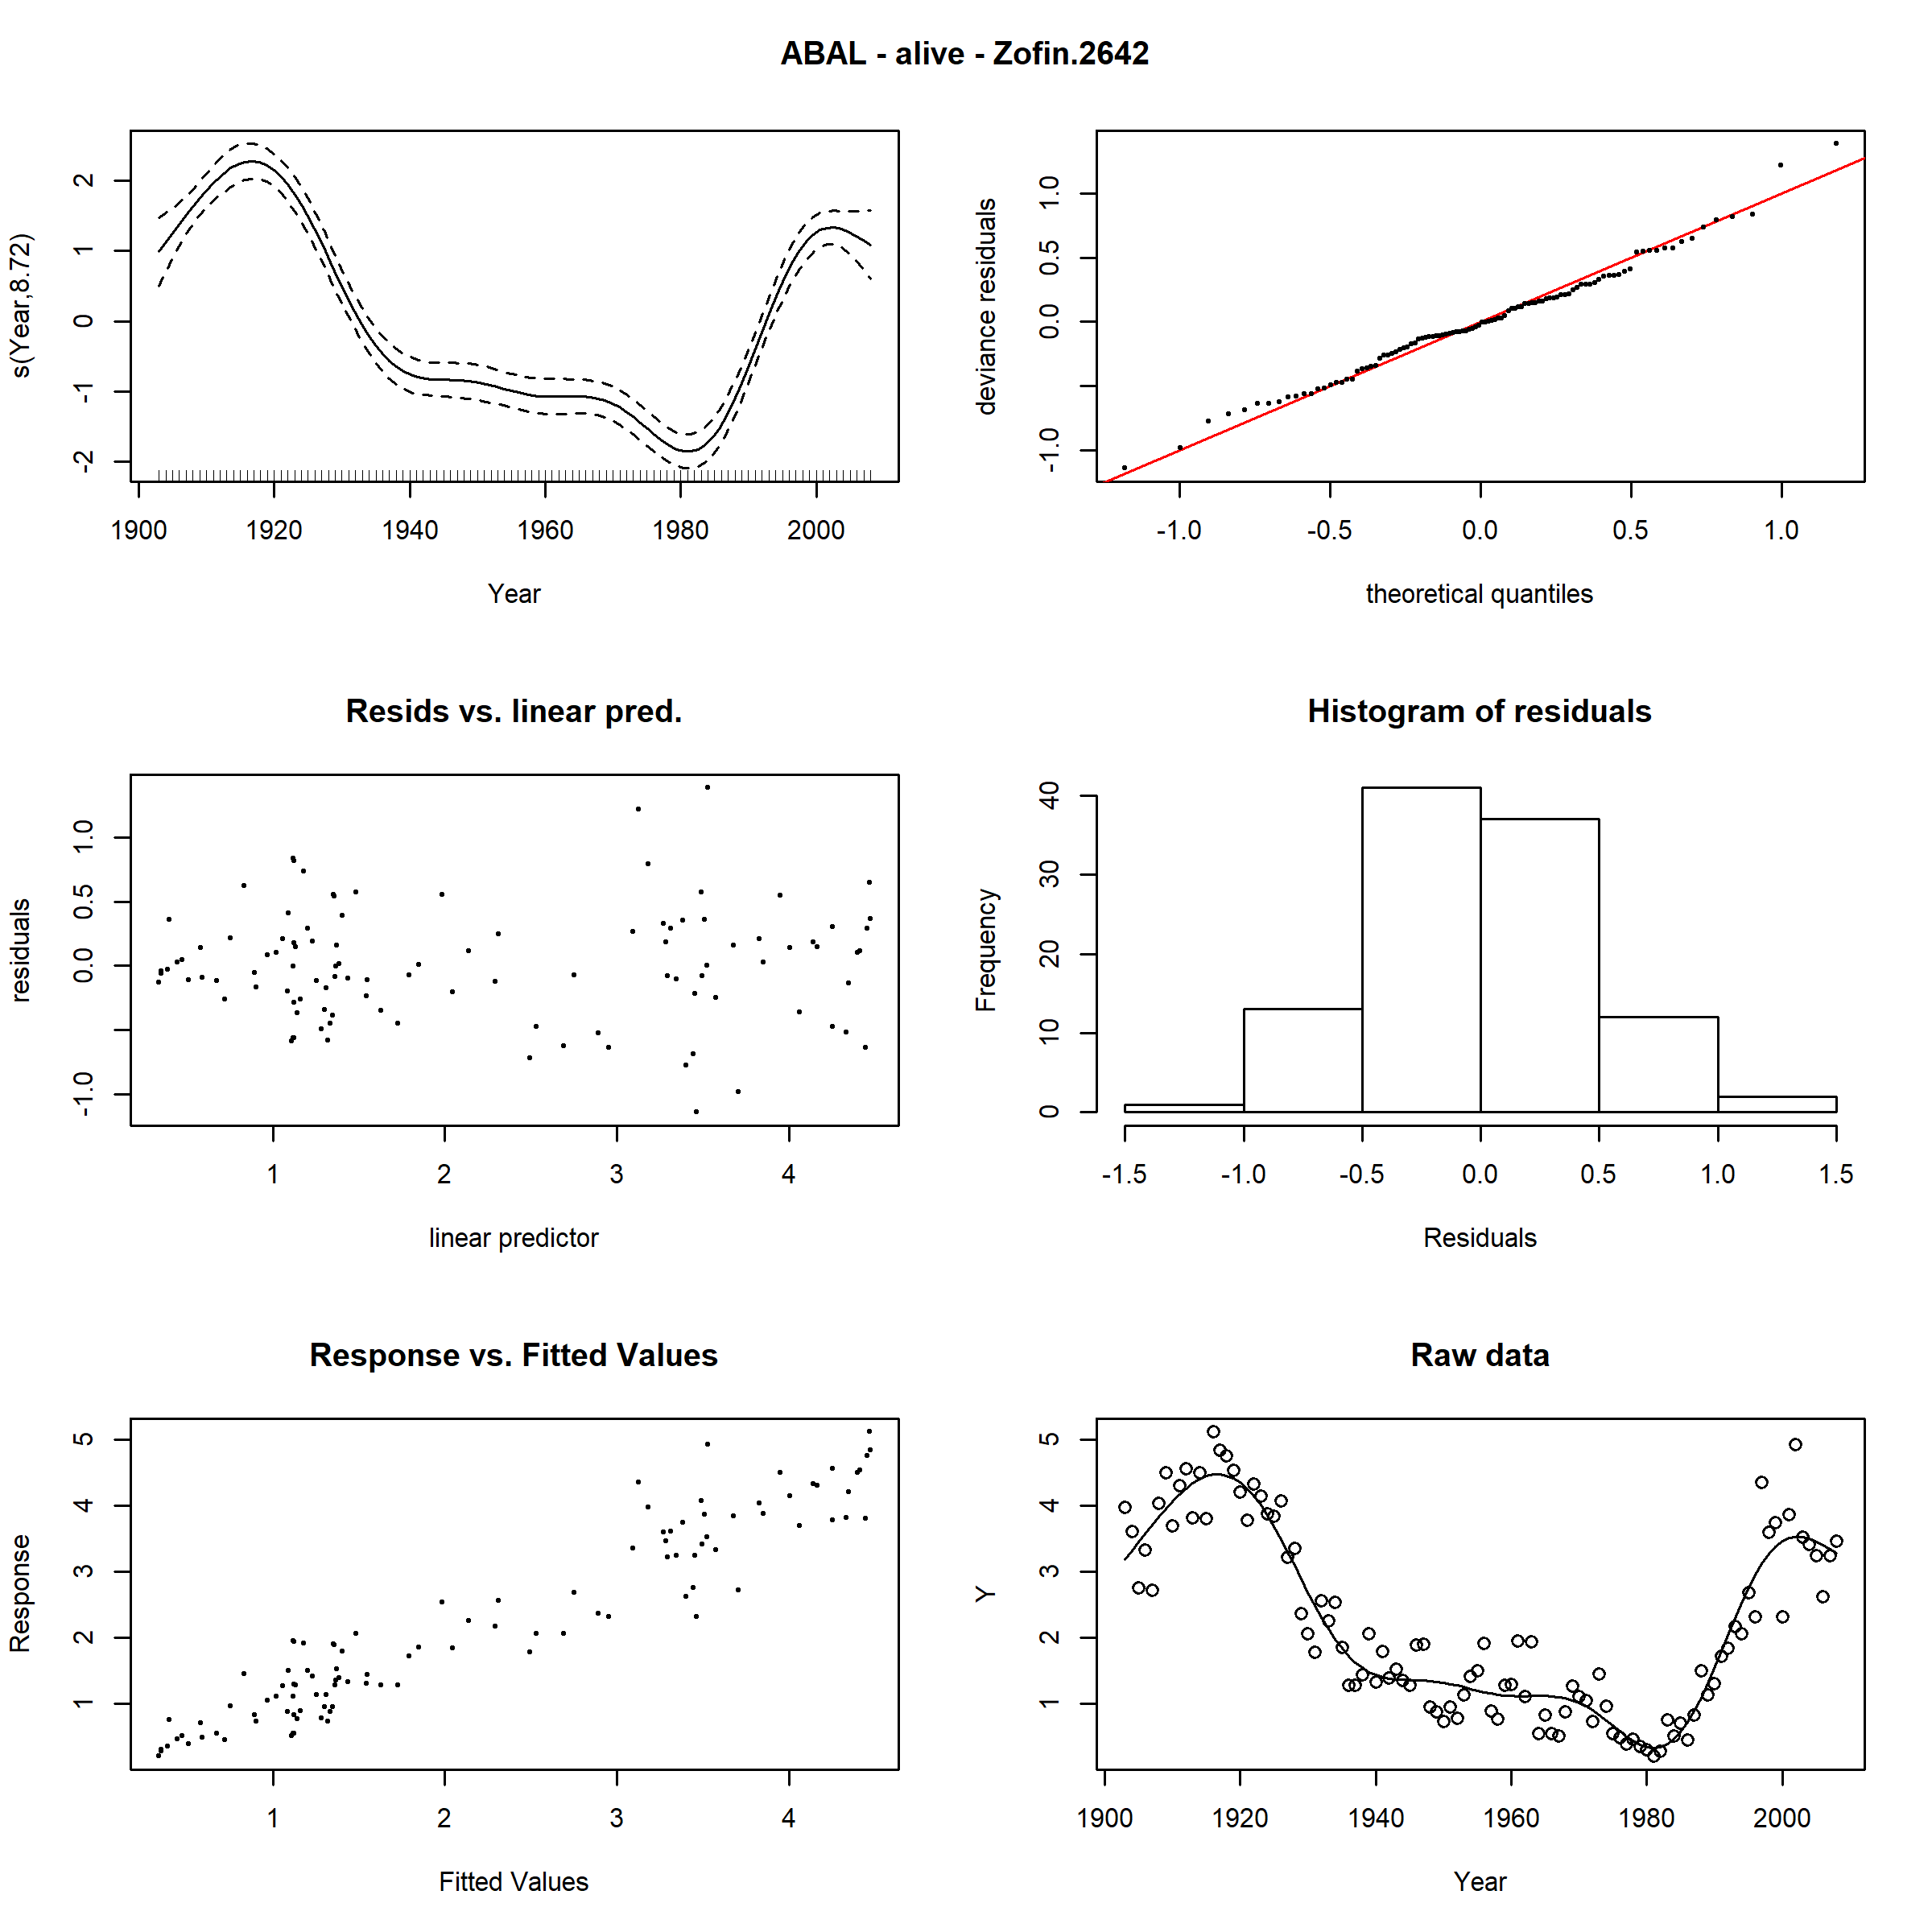 ABAL - alive - Zofin.2642
s(Year,8.72)
2
1
0
-1
-2
1900 1920 1940 1960 1980 2000
Year
deviance residuals
1.0
0.5
0.0
-1.0
-1.0 -0.5 0.0 0.5 1.0
theoretical quantiles
Resids vs. linear pred.
residuals
1.0
0.5
0.0
-1.0
1 2 3 4
linear predictor
Histogram of residuals
Frequency
40
30
20
10
0
-1.5 -1.0 -0.5 0.0 0.5 1.0 1.5
Residuals
Response vs. Fitted Values
Response
5
4
3
2
1
1 2 3 4
Fitted Values
Raw data
Y
5
4
3
2
1
1900 1920 1940 1960 1980 2000
Year